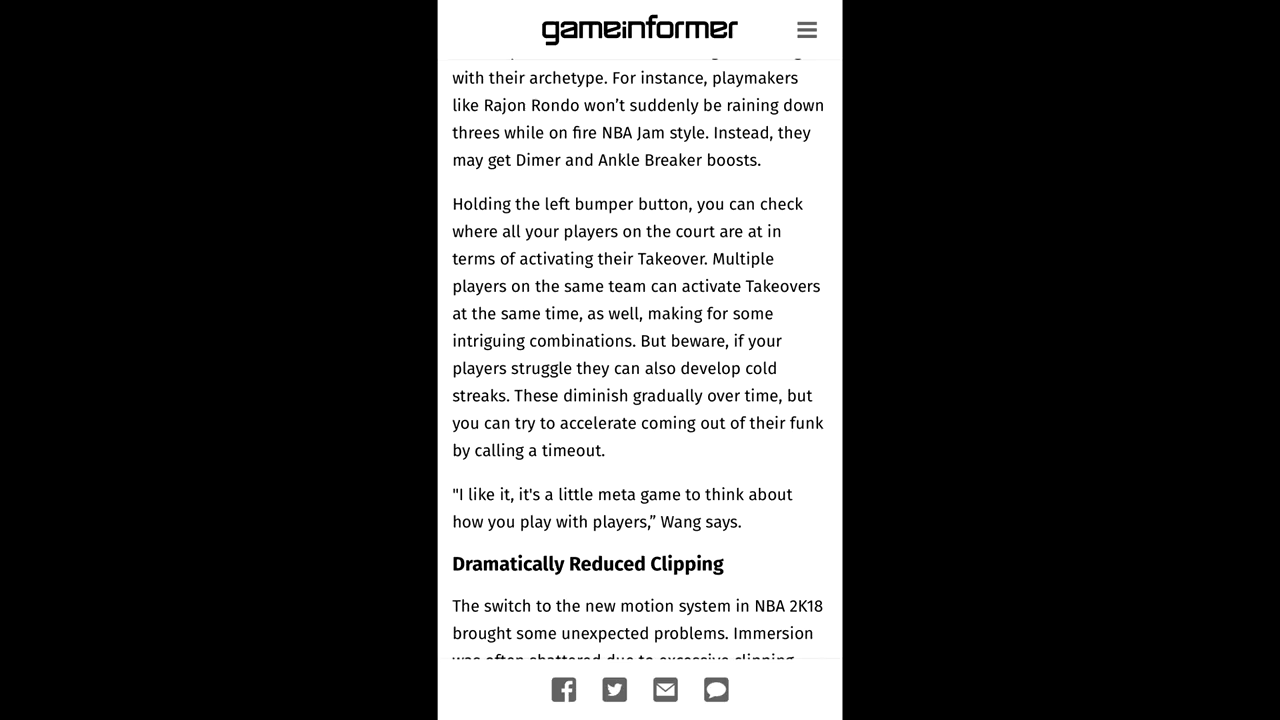 gameinformer
with their archetype. For instance, playmakers
like Rajon Rondo won’t suddenly be raining down
threes while on fire NBA Jam style. Instead, they
may get Dimer and Ankle Breaker boosts.
Holding the left bumper button, you can check
where all your players on the court are at in
terms of activating their Takeover. Multiple
players on the same team can activate Takeovers
at the same time, as well, making for some
intriguing combinations. But beware, if your
players struggle they can also develop cold
streaks. These diminish gradually over time, but
you can try to accelerate coming out of their funk
by calling a timeout.
"I like it, it's a little meta game to think about
how you play with players,” Wang says.
Dramatically Reduced Clipping
The switch to the new motion system in NBA 2K18
brought some unexpected problems. Immersion
was often shattered due to excessive clipping